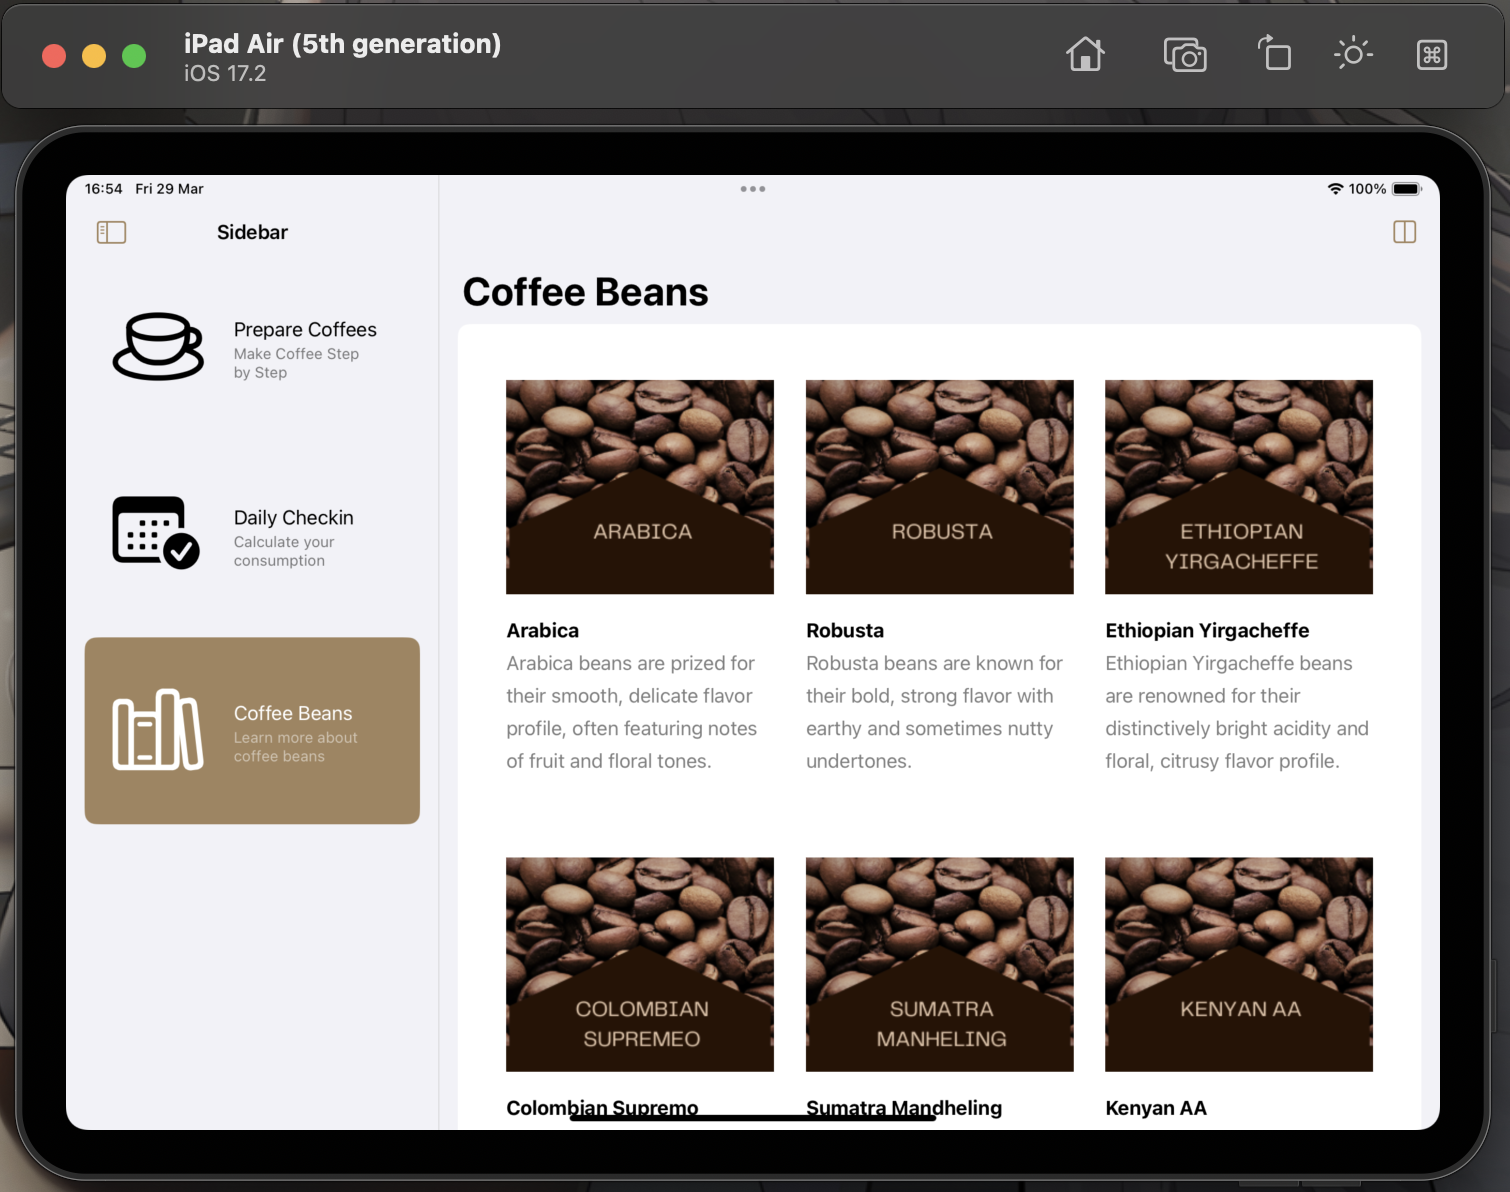 iPad Air (5th generation)
iOS 17.2
16:54 Fri 29 Mar
100%
Sidebar
Prepare Coffees
Make Coffee Step
by Step
Daily Checkin
Calculate your
consumption
Coffee Beans
Learn more about
coffee beans
Coffee Beans
ARABICA
Arabica
Arabica beans are prized for
their smooth, delicate flavor
profile, often featuring notes
of fruit and floral tones.
ROBUSTA
Robusta
Robusta beans are known for
their bold, strong flavor with
earthy and sometimes nutty
undertones.
ETHIOPIAN
YIRGACHEFFE
Ethiopian Yirgacheffe
Ethiopian Yirgacheffe beans
are renowned for their
distinctively bright acidity and
floral, citrusy flavor profile.
COLOMBIAN
SUPREMEO
Colombian Supremo
SUMATRA
MANHELING
Sumatra Mandheling
KENYAN AA
Kenyan AA